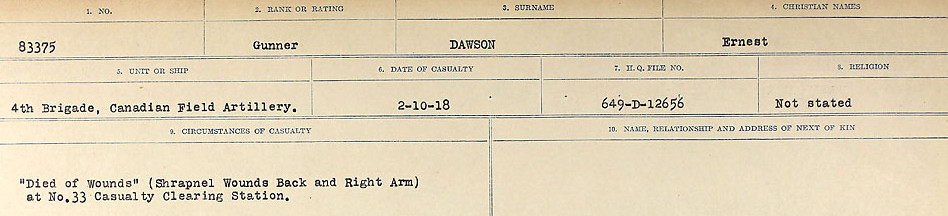 1. NO.
2. RANK OR RATING
3. SURNAME
4. CHRISTIAN NAMES
83375
Gunner
DAWSON
Ernest
5. UNIT OR SHIP
6. DATE OF CASUALTY
7. H.Q. FILE NO.
8. RELIGION
4th Brigade, Canadian Field Artillery.
2-10-18
649-D-12656
Not stated
9. CIRCUMSTANCES OF CASUALTY
10. NAME, RELATIONSHIP AND ADDRESS OF NEXT OF KIN
"Died of Wounds" (Shrapnel Wounds Back and Right Arm)
at No.33 Casualty Clearing Station.